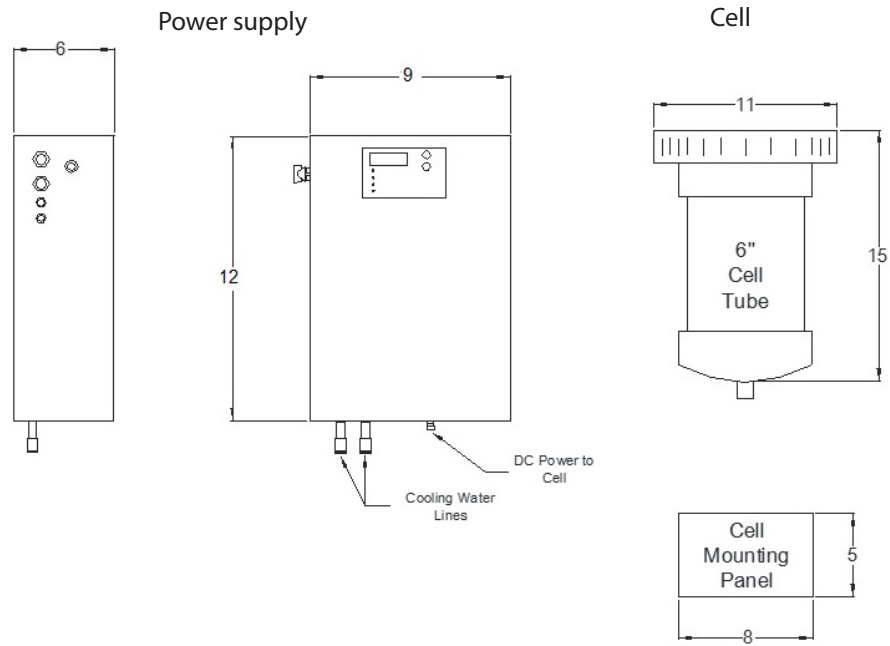 Power supply
Cell
6
9
11
12
6"
Cell
Tube
15
DC Power to
Cell
Cooling Water
Lines
Cell
Mounting
Panel
5
8